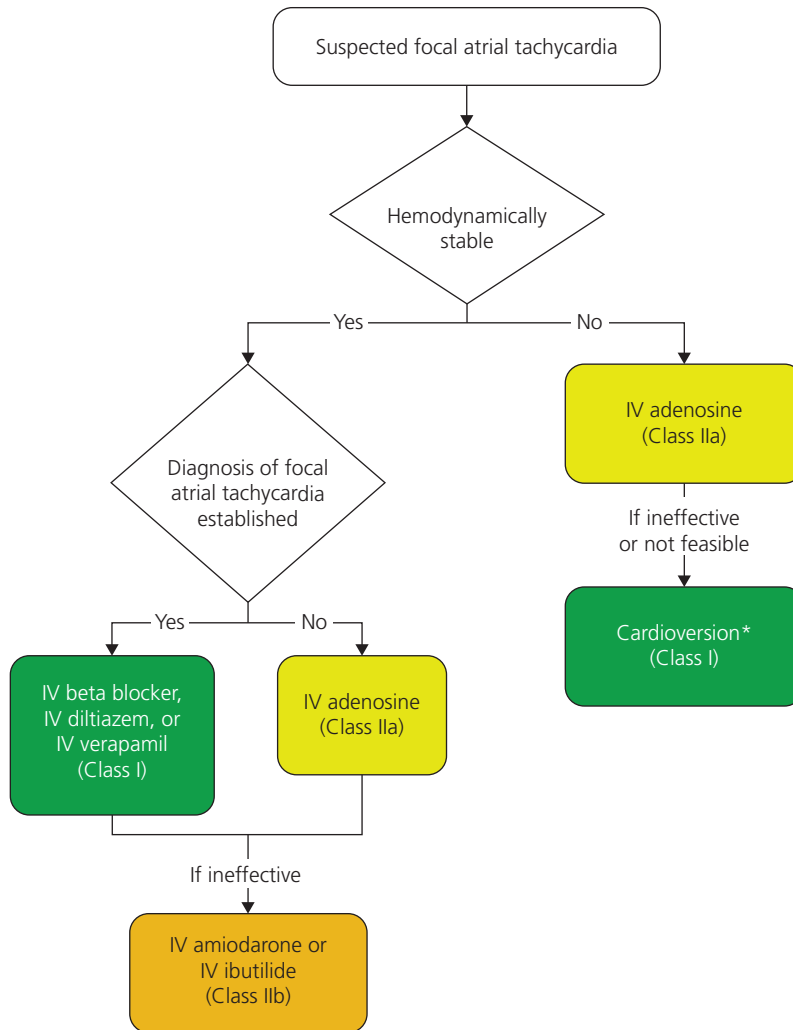 Suspected focal atrial tachycardia
Hemodynamically
stable
Yes
No
IV adenosine
(Class IIa)
Diagnosis of focal
atrial tachycardia
established
If ineffective
or not feasible
Yes
No
Cardioversion*
(Class I)
IV beta blocker,
IV diltiazem, or
IV verapamil
(Class I)
IV adenosine
(Class IIa)
If ineffective
IV amiodarone or
IV ibutilide
(Class IIb)